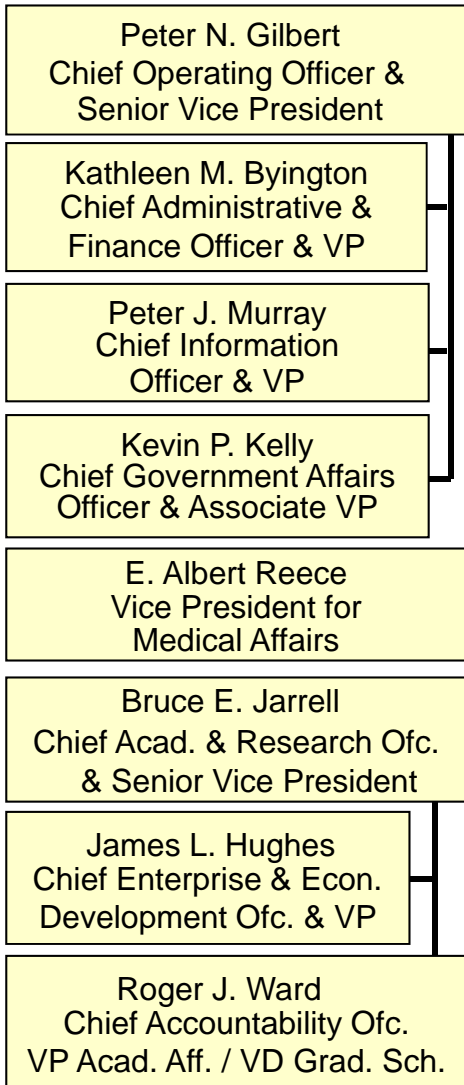 Peter N. Gilbert
Chief Operating Officer &
Senior Vice President
Kathleen M. Byington
Chief Administrative &
Finance Officer & VP
Peter J. Murray
Chief Information
Officer & VP
Kevin P. Kelly
Chief Government Affairs
Officer & Associate VP
E. Albert Reece
Vice President for
Medical Affairs
Bruce E. Jarrell
Chief Acad. & Research Ofc.
& Senior Vice President
James L. Hughes
Chief Enterprise & Econ.
Development Ofc. & VP
Roger J. Ward
Chief Accountability Ofc.
VP Acad. Aff. / VD Grad. Sch.